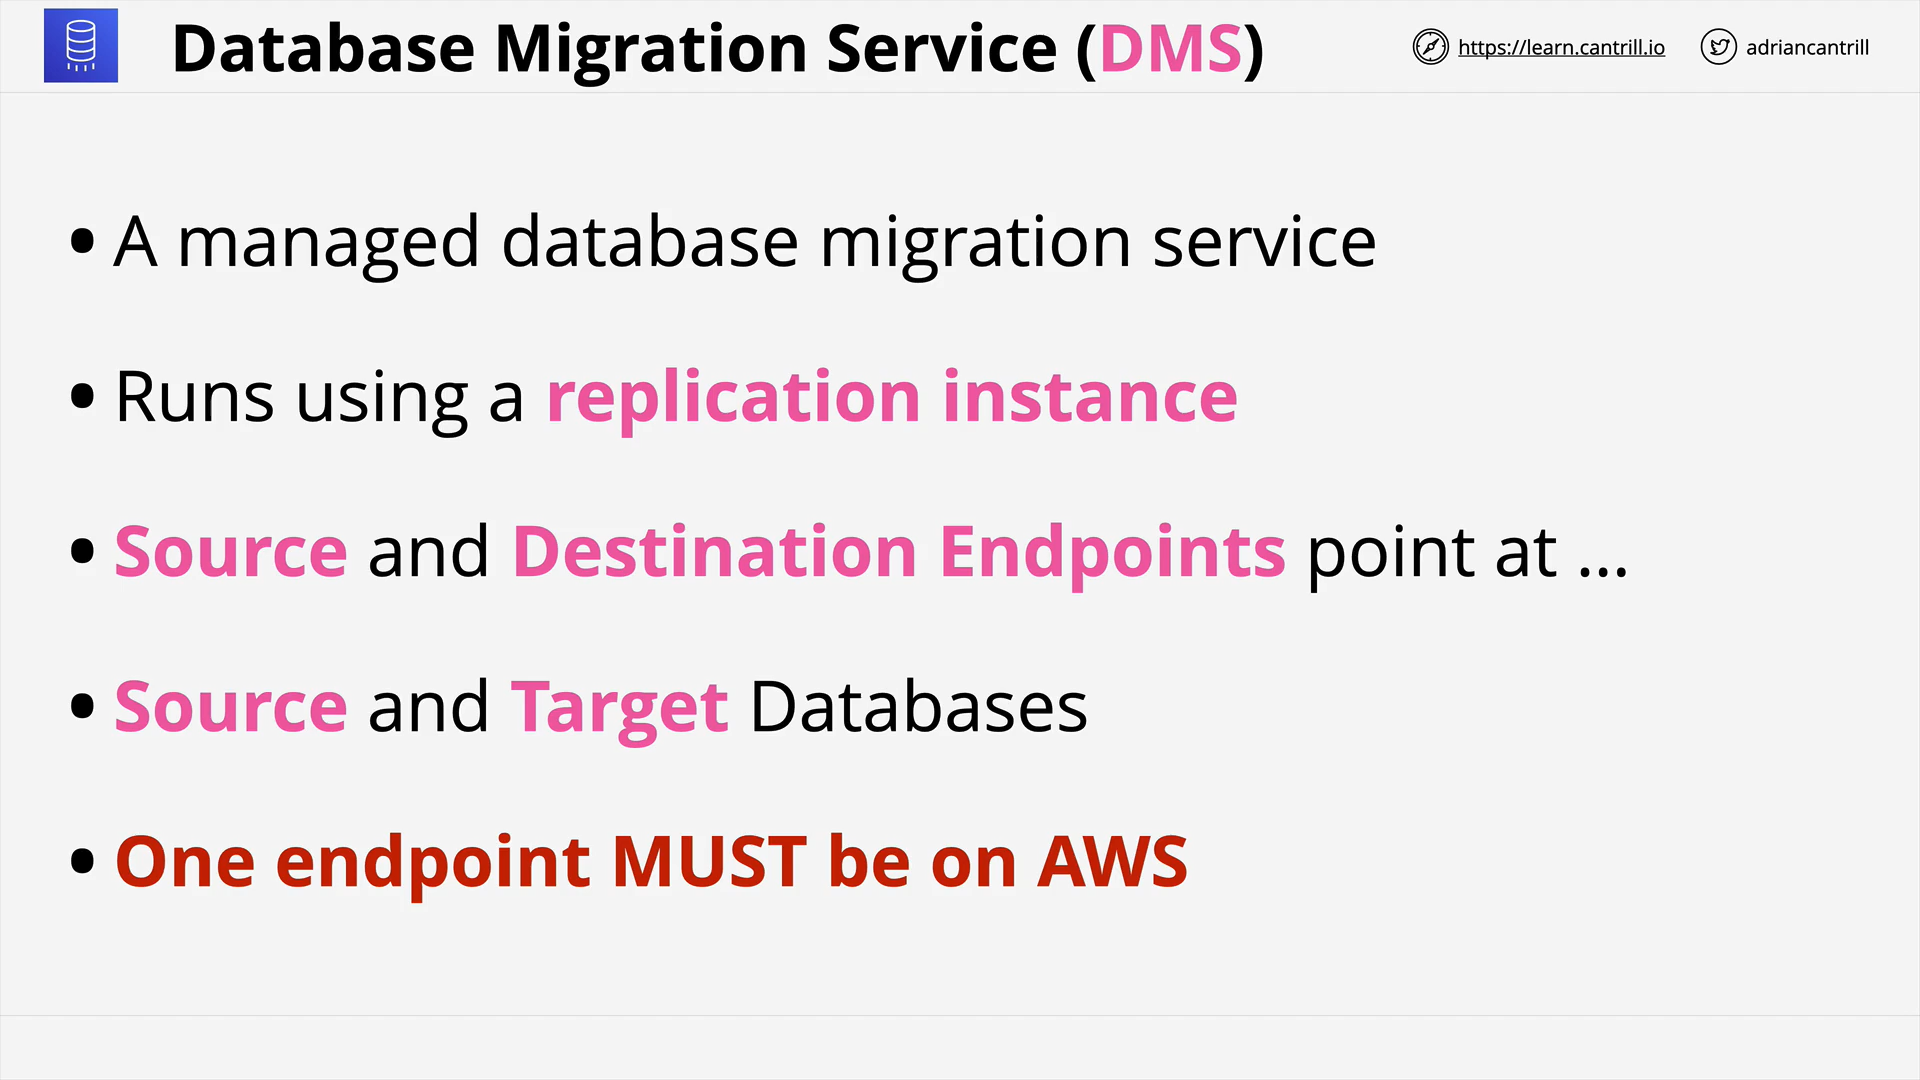 Database Migration Service (DMS)
https://learn.cantrill.io
adriancantrill
• A managed database migration service
• Runs using a replication instance
• Source and Destination Endpoints point at ...
• Source and Target Databases
• One endpoint MUST be on AWS